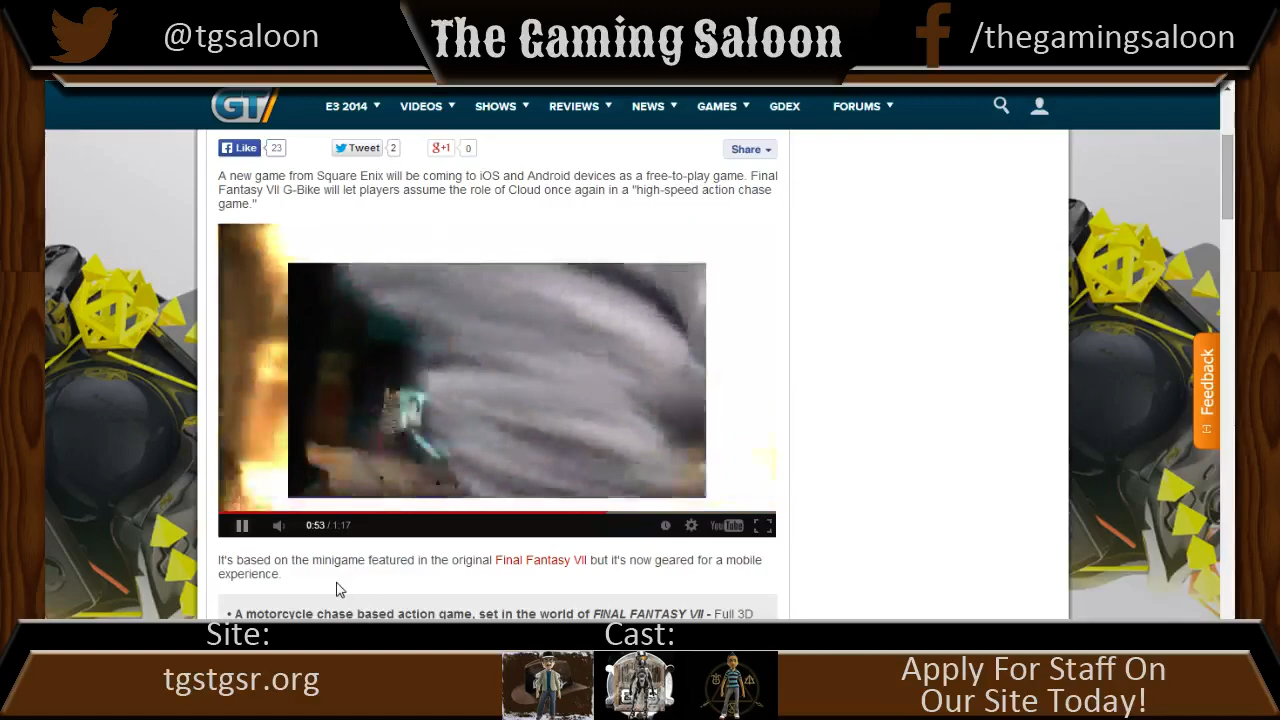 @tgsaloon
The Gaming Saloon
/thegamingsaloon
GT
E3 2014 VIDEOS SHOWS REVIEWS NEWS GAMES GDEX FORUMS
Like 23 Tweet 2 g+1 0 Share
A new game from Square Enix will be coming to iOS and Android devices as a free-to-play game. Final
Fantasy VII G-Bike will let players assume the role of Cloud once again in a "high-speed action chase
game."
Feedback
[-]
0:53 / 1:17 YouTube
It's based on the minigame featured in the original Final Fantasy VII but it's now geared for a mobile
experience.
• A motorcycle chase based action game, set in the world of FINAL FANTASY VII - Full 3D
Site:
Cast:
tgstgsr.org
Apply For Staff On
Our Site Today!